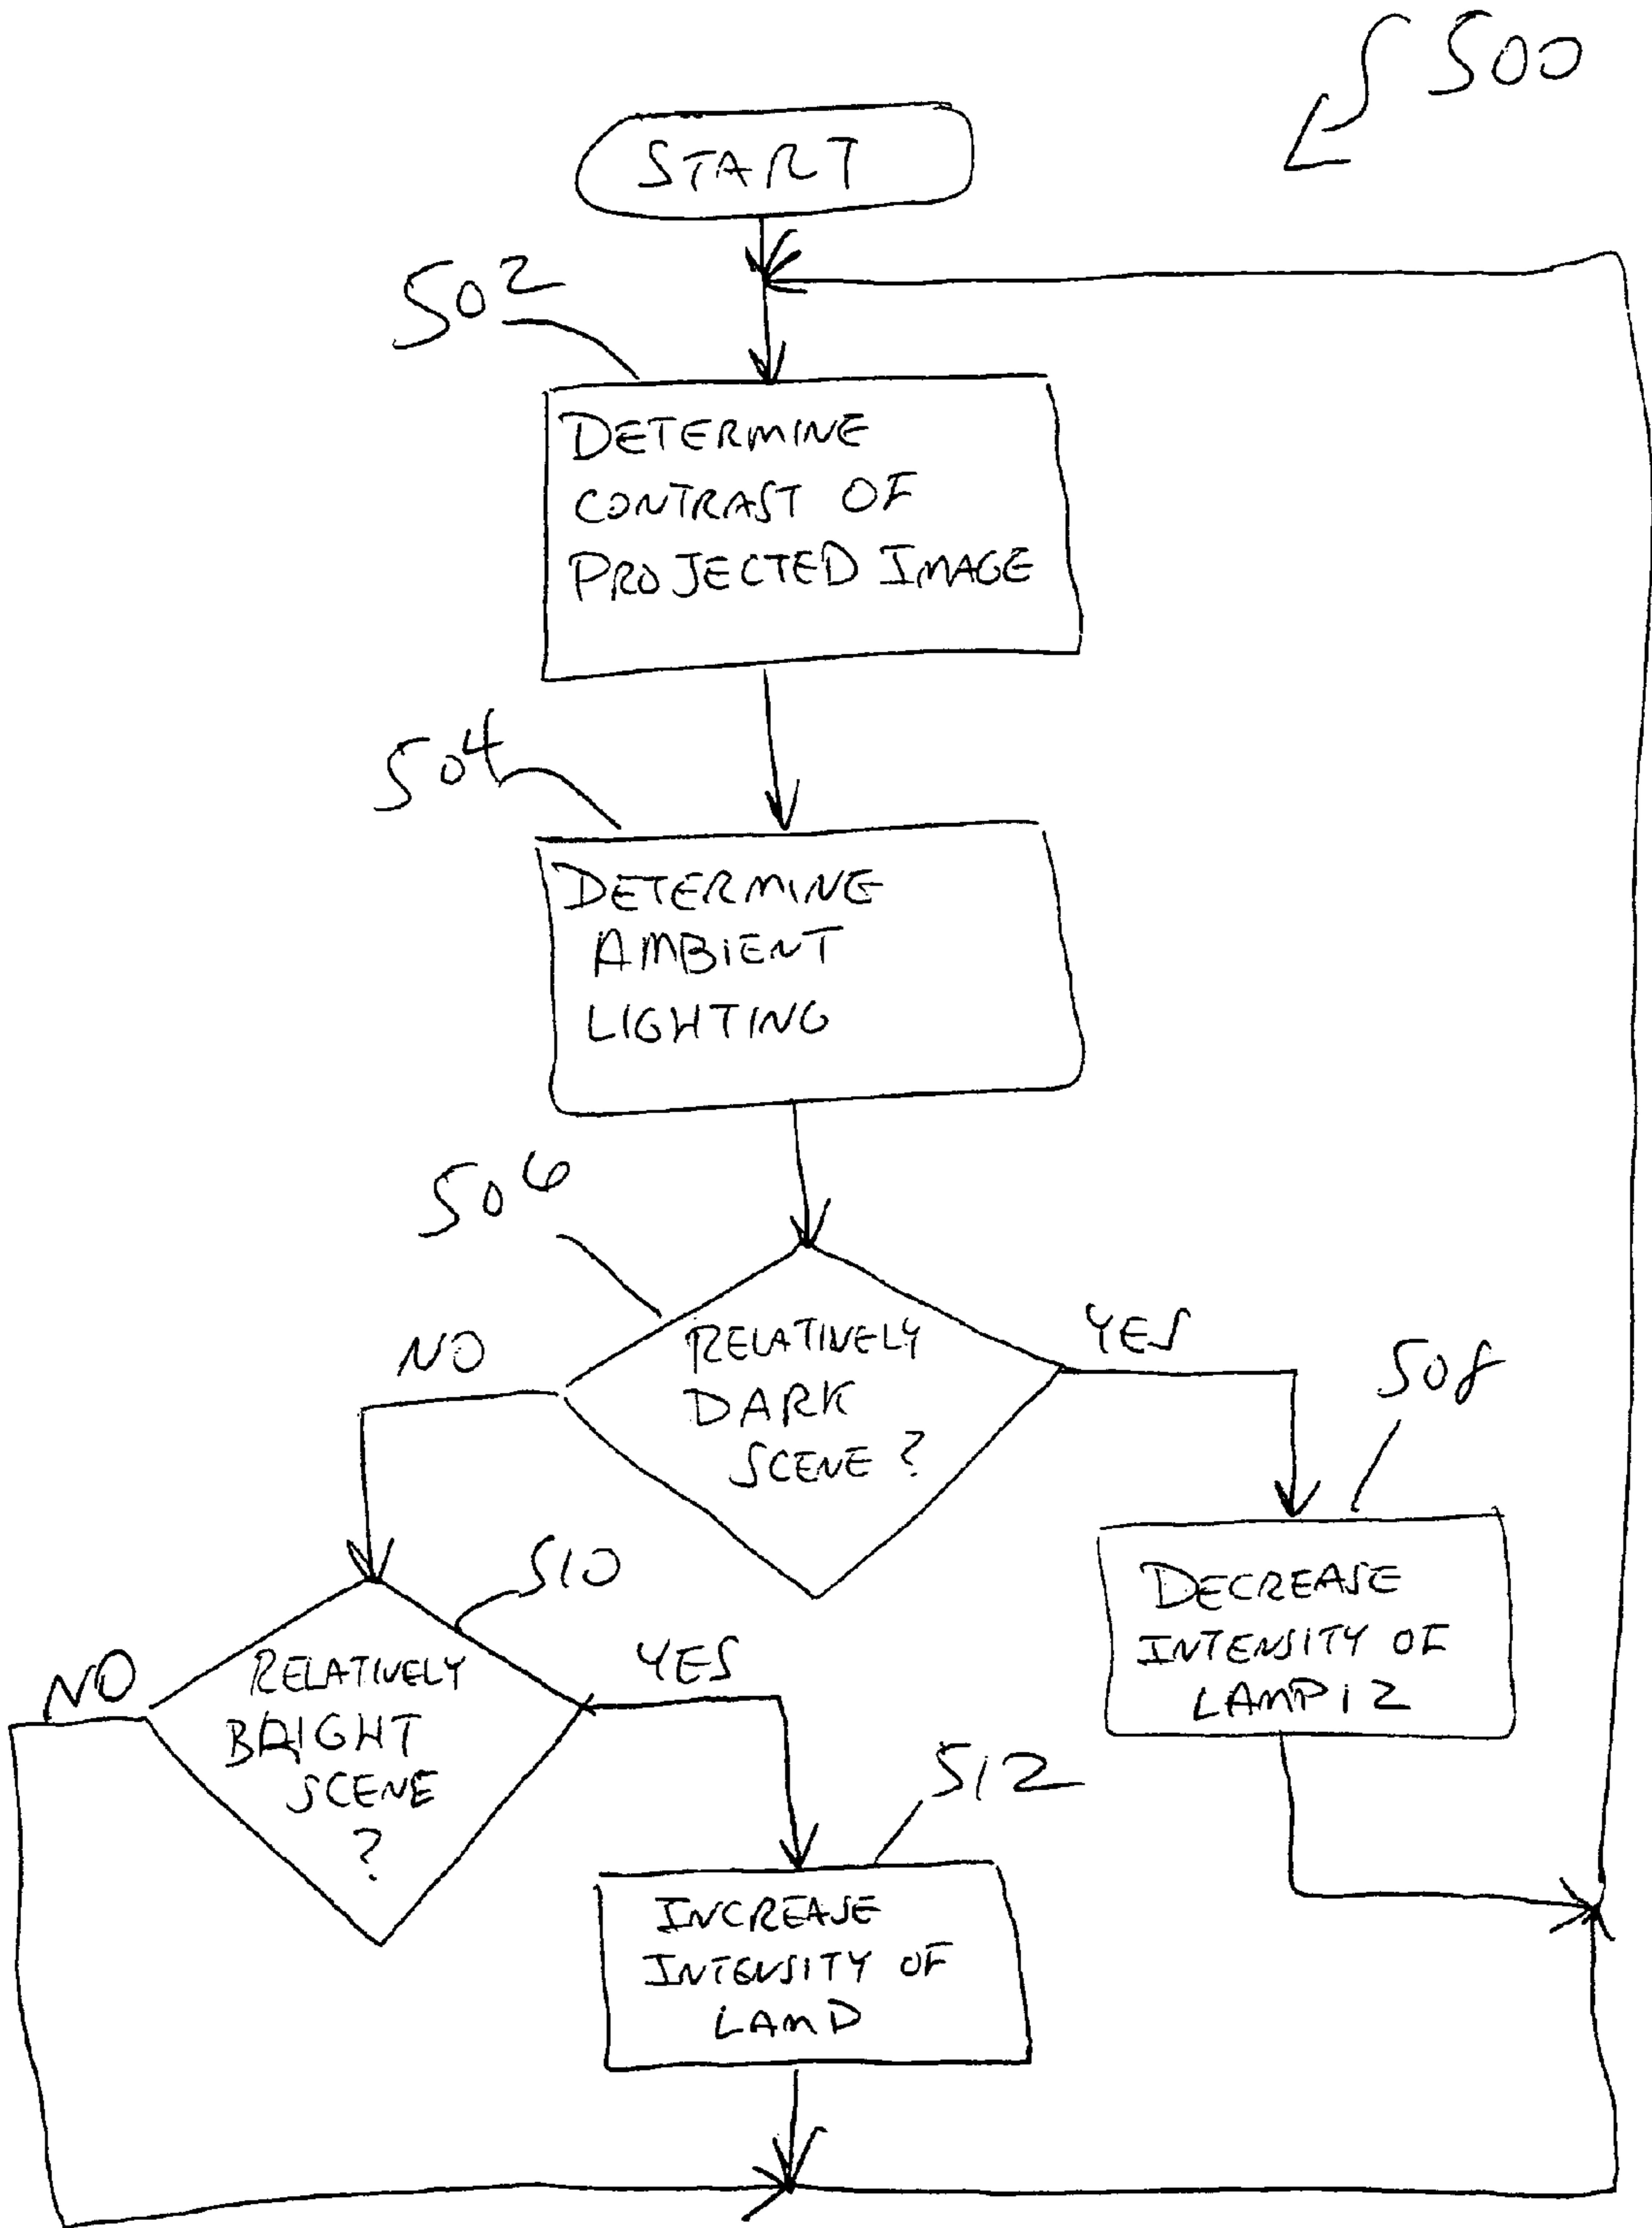 500
START
502
DETERMINE
CONTRAST OF
PROJECTED IMAGE
504
DETERMINE
AMBIENT
LIGHTING
506
RELATIVELY
DARK
SCENE ?
NO
YES
508
DECREASE
INTENSITY OF
LAMP 12
510
RELATIVELY
BRIGHT
SCENE
?
NO
YES
512
INCREASE
INTENSITY OF
LAMP